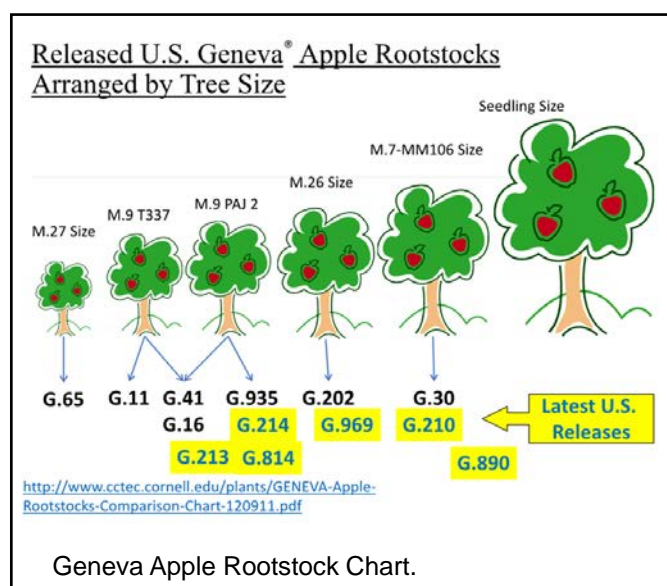 Released U.S. Geneva® Apple Rootstocks
Arranged by Tree Size
Seedling Size
M.7-MM106 Size
M.26 Size
M.9 PAJ 2
M.9 T337
M.27 Size
G.65 G.11 G.41 G.935 G.202 G.30
G.16 G.214 G.969 G.210
G.213 G.814 G.890
Latest U.S.
Releases
http://www.cctec.cornell.edu/plants/GENEVA-Apple-
Rootstocks-Comparison-Chart-120911.pdf
Geneva Apple Rootstock Chart.